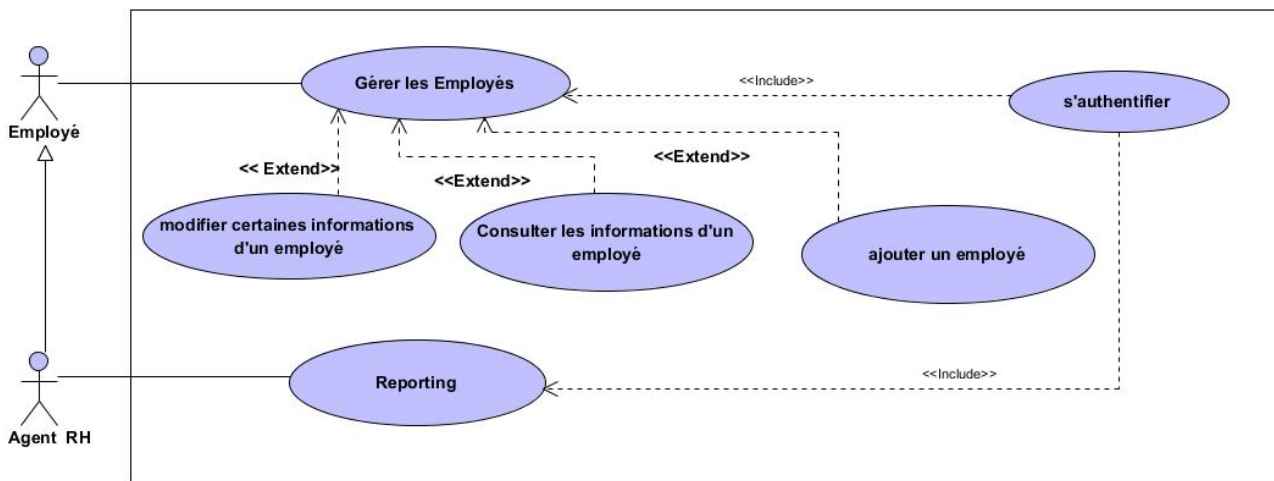 Gérer les Employés
<<Include>>
s'authentifier
Employé
<< Extend>>
<<Extend>>
<<Extend>>
modifier certaines informations
d'un employé
Consulter les informations d'un
employé
ajouter un employé
Reporting
<<Include>>
Agent RH